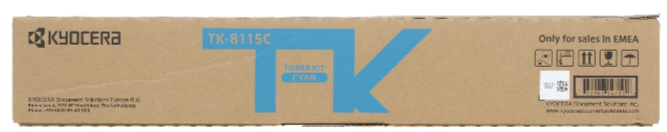 KYOCERA
TK-8115C
TK
TONER KIT
CYAN
Only for sales in EMEA
KYOCERA Document Solutions Europe B.V.
KYOCERA Document Solutions Inc.